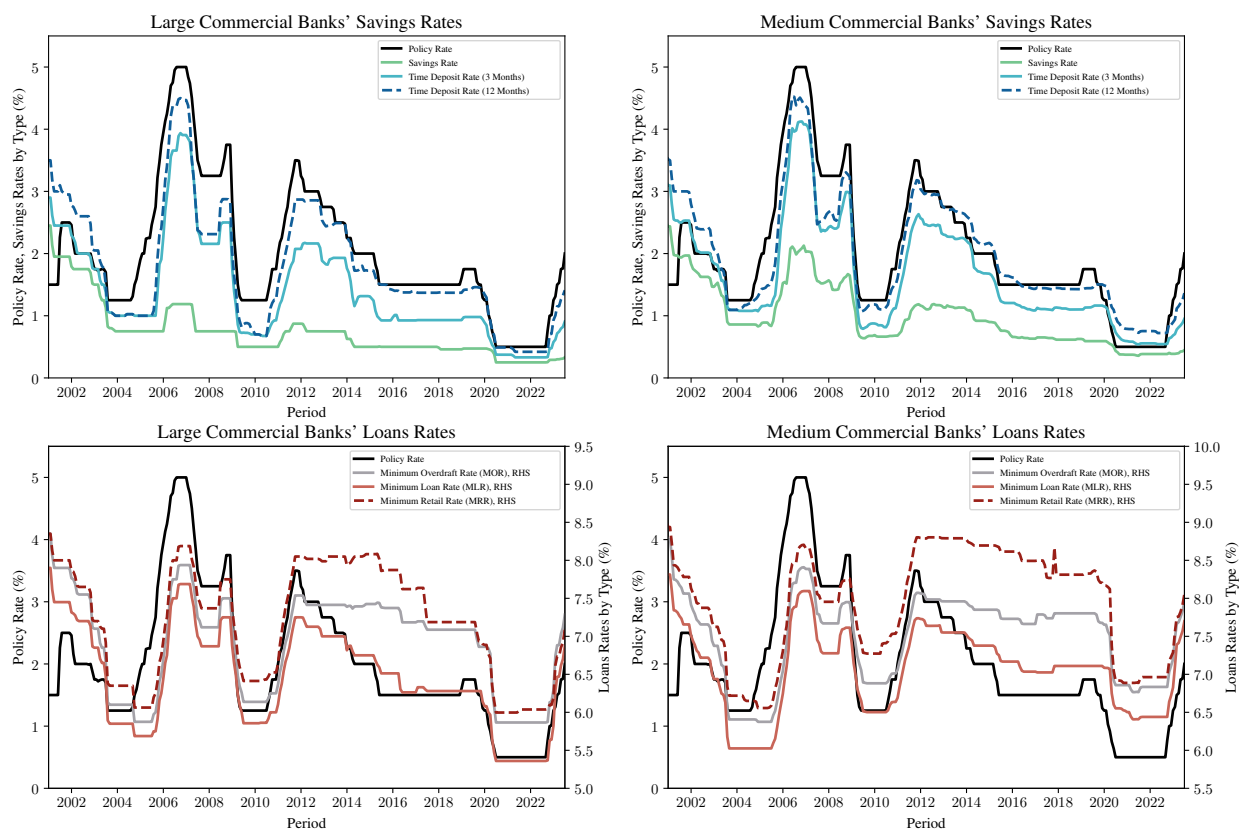 Large Commercial Banks' Savings Rates
Policy Rate, Savings Rates by Type (%)
5
4
3
2
1
0
Policy Rate
Savings Rate
Time Deposit Rate (3 Months)
Time Deposit Rate (12 Months)
2002 2004 2006 2008 2010 2012 2014 2016 2018 2020 2022
Period
Medium Commercial Banks' Savings Rates
Policy Rate, Savings Rates by Type (%)
5
4
3
2
1
0
Policy Rate
Savings Rate
Time Deposit Rate (3 Months)
Time Deposit Rate (12 Months)
2002 2004 2006 2008 2010 2012 2014 2016 2018 2020 2022
Period
Large Commercial Banks' Loans Rates
Policy Rate (%)
5
4
3
2
1
0
Policy Rate
Minimum Overdraft Rate (MOR), RHS
Minimum Loan Rate (MLR), RHS
Minimum Retail Rate (MRR), RHS
9.5
9.0
8.5
8.0
7.5
7.0
6.5
6.0
5.5
5.0
Loans Rates by Type (%)
2002 2004 2006 2008 2010 2012 2014 2016 2018 2020 2022
Period
Medium Commercial Banks' Loans Rates
Policy Rate (%)
5
4
3
2
1
0
Policy Rate
Minimum Overdraft Rate (MOR), RHS
Minimum Loan Rate (MLR), RHS
Minimum Retail Rate (MRR), RHS
10.0
9.5
9.0
8.5
8.0
7.5
7.0
6.5
6.0
5.5
Loans Rates by Type (%)
2002 2004 2006 2008 2010 2012 2014 2016 2018 2020 2022
Period